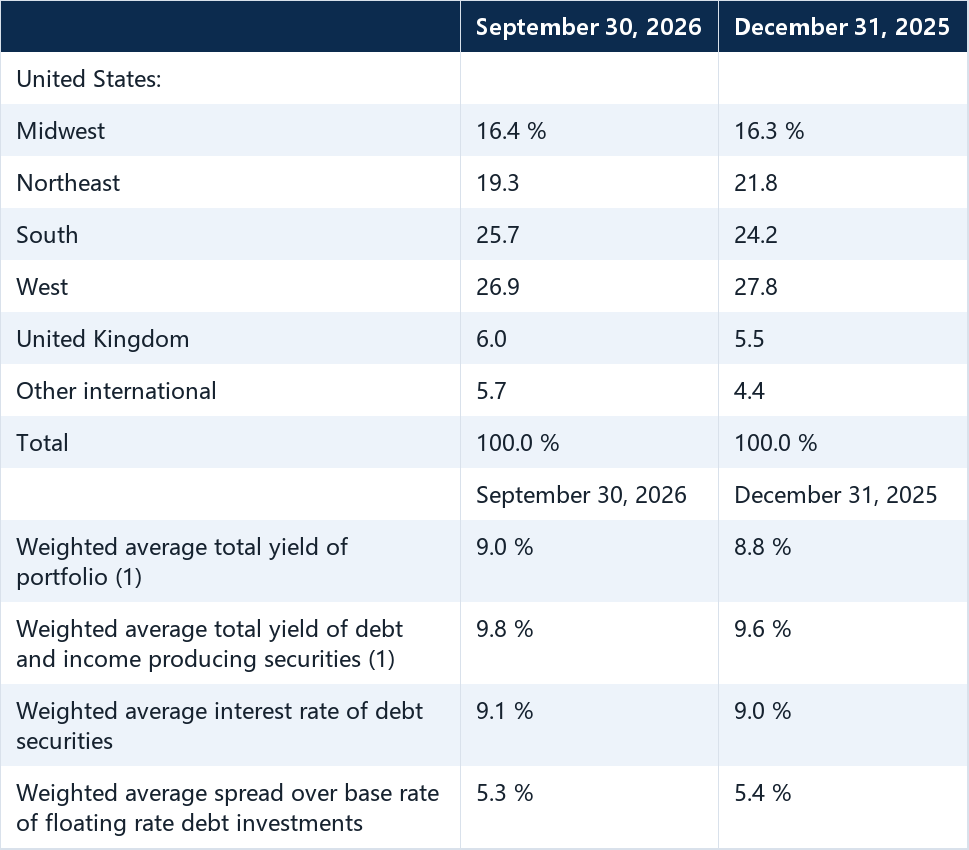 September 30, 2026 December 31, 2025
United States:
Midwest 16.4 % 16.3 %
Northeast 19.3 21.8
South 25.7 24.2
West 26.9 27.8
United Kingdom 6.0 5.5
Other international 5.7 4.4
Total 100.0 % 100.0 %
September 30, 2026 December 31, 2025
Weighted average total yield of 9.0 % 8.8 %
portfolio (1)
Weighted average total yield of debt 9.8 % 9.6 %
and income producing securities (1)
Weighted average interest rate of debt 9.1 % 9.0 %
securities
Weighted average spread over base rate 5.3 % 5.4 %
of floating rate debt investments